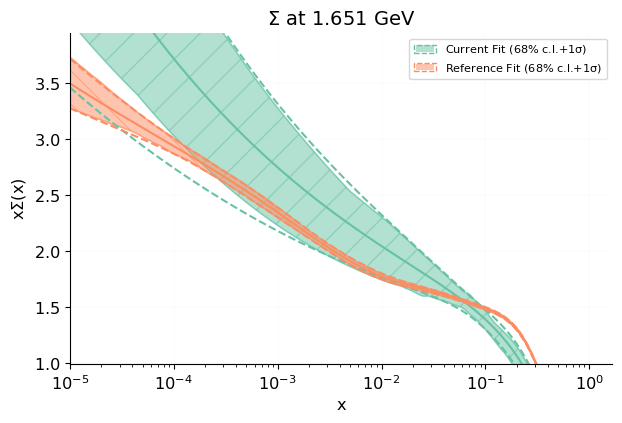 Σ at 1.651 GeV
Current Fit (68% c.l.+1σ)
Reference Fit (68% c.l.+1σ)
xΣ(x)
3.5
3.0
2.5
2.0
1.5
1.0
10⁻⁵ 10⁻⁴ 10⁻³ 10⁻² 10⁻¹ 10⁰
x